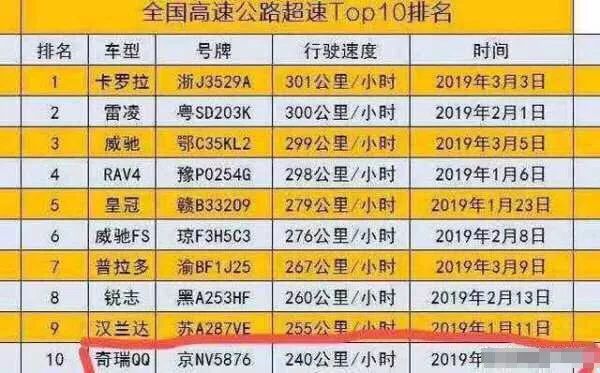 全国高速公路超速Top10排名
排名 车型 号牌 行驶速度 时间
1 卡罗拉 浙J3529A 301公里/小时 2019年3月3日
2 雷凌 粤SD203K 300公里/小时 2019年2月1日
3 威驰 鄂C35KL2 299公里/小时 2019年3月5日
4 RAV4 豫P0254G 298公里/小时 2019年1月6日
5 皇冠 赣B33209 279公里/小时 2019年1月23日
6 威驰FS 琼F3H5C3 276公里/小时 2019年2月8日
7 普拉多 渝BF1J25 267公里/小时 2019年3月9日
8 锐志 黑A253HF 260公里/小时 2019年2月13日
9 汉兰达 苏A287VE 255公里/小时 2019年1月11日
10 奇瑞QQ 京NV5876 240公里/小时 2019年